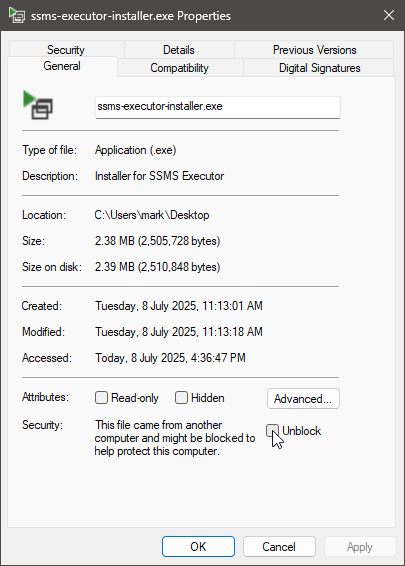 ssms-executor-installer.exe Properties
Security Details Previous Versions
General Compatibility Digital Signatures
ssms-executor-installer.exe
Type of file: Application (.exe)
Description: Installer for SSMS Executor
Location: C:\Users\mark\Desktop
Size: 2.38 MB (2,505,728 bytes)
Size on disk: 2.39 MB (2,510,848 bytes)
Created: Tuesday, 8 July 2025, 11:13:01 AM
Modified: Tuesday, 8 July 2025, 11:13:18 AM
Accessed: Today, 8 July 2025, 4:36:47 PM
Attributes: Read-only Hidden Advanced...
Security: This file came from another
computer and might be blocked to
help protect this computer.
Unblock
OK Cancel Apply